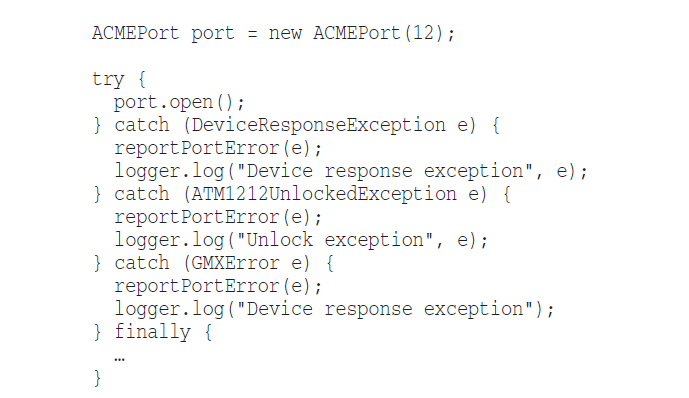 ACMEPort port = new ACMEPort(12);
try {
port.open();
} catch (DeviceResponseException e) {
reportPortError(e);
logger.log("Device response exception", e);
} catch (ATM1212UnlockedException e) {
reportPortError(e);
logger.log("Unlock exception", e);
} catch (GMXError e) {
reportPortError(e);
logger.log("Device response exception");
} finally {
…
}